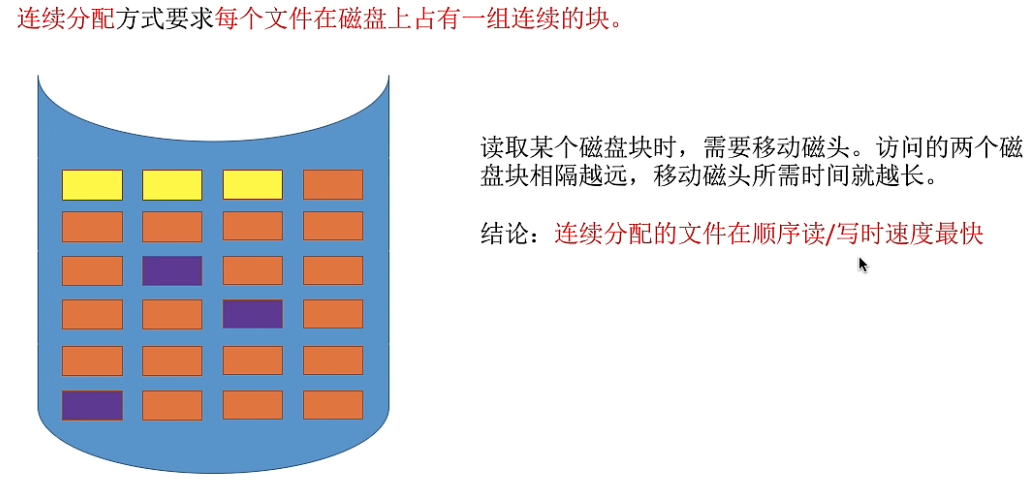 连续分配方式要求每个文件在磁盘上占有一组连续的块。
读取某个磁盘块时，需要移动磁头。访问的两个磁
盘块相隔越远，移动磁头所需时间就越长。
结论：连续分配的文件在顺序读/写时速度最快